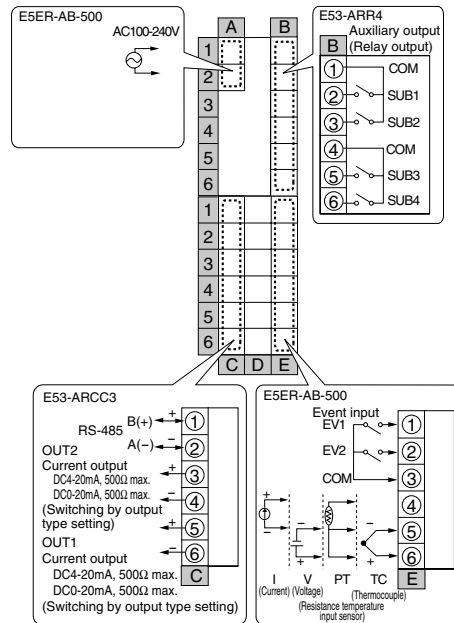 E5ER-AB-500
AC100-240V
A
B
1
2
3
4
5
6
1
2
3
4
5
6
C D E
E53-ARR4
Auxiliary output
(Relay output)
B
1 COM
2 SUB1
3 SUB2
4 COM
5 SUB3
6 SUB4
E53-ARCC3
RS-485
B(+) + 1
A(−) − 2
OUT2
Current output
DC4-20mA, 500Ω max.
DC0-20mA, 500Ω max.
(Switching by output
type setting)
+ 3
− 4
+ 5
− 6
OUT1
Current output
DC4-20mA, 500Ω max.
DC0-20mA, 500Ω max.
(Switching by output type setting)
C
E5ER-AB-500
Event input
EV1 1
EV2 2
COM 3
4
5
6
+ − − + − +
I V PT TC
(Current) (Voltage) (Thermocouple)
(Resistance temperature
input sensor)
E